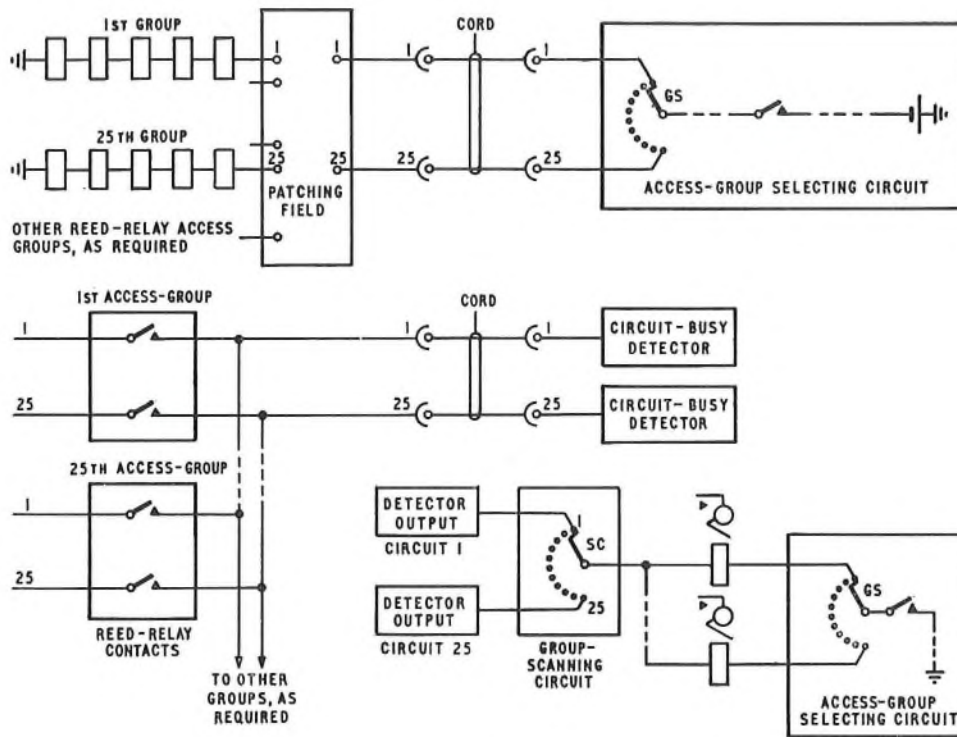 1ST GROUP
1
1
1
CORD
1
GS
25TH GROUP
25
25
25
25
PATCHING
FIELD
ACCESS-GROUP SELECTING CIRCUIT
OTHER REED-RELAY ACCESS
GROUPS, AS REQUIRED
1ST ACCESS-GROUP
1
CORD
1
1
CIRCUIT-BUSY
DETECTOR
25
25
25
CIRCUIT-BUSY
DETECTOR
25TH ACCESS-GROUP
1
25
REED-RELAY
CONTACTS
TO OTHER
GROUPS, AS
REQUIRED
DETECTOR
OUTPUT
CIRCUIT 1
1
SC
25
DETECTOR
OUTPUT
CIRCUIT 25
GROUP-
SCANNING
CIRCUIT
GS
ACCESS-GROUP
SELECTING CIRCUIT